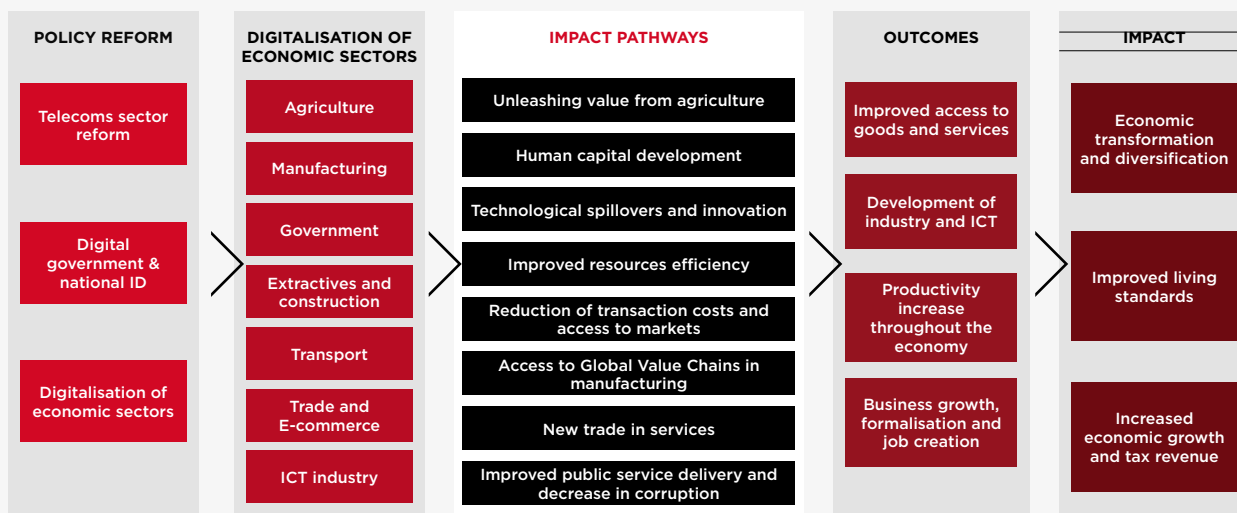 POLICY REFORM
Telecoms sector
reform
Digital
government &
national ID
Digitalisation of
economic sectors
DIGITALISATION OF
ECONOMIC SECTORS
Agriculture
Manufacturing
Government
Extractives and
construction
Transport
Trade and
E-commerce
ICT industry
IMPACT PATHWAYS
Unleashing value from agriculture
Human capital development
Technological spillovers and innovation
Improved resources efficiency
Reduction of transaction costs and
access to markets
Access to Global Value Chains in
manufacturing
New trade in services
Improved public service delivery and
decrease in corruption
OUTCOMES
Improved access to
goods and services
Development of
industry and ICT
Productivity
increase
throughout the
economy
Business growth,
formalisation and
job creation
IMPACT
Economic
transformation
and diversification
Improved living
standards
Increased
economic growth
and tax revenue